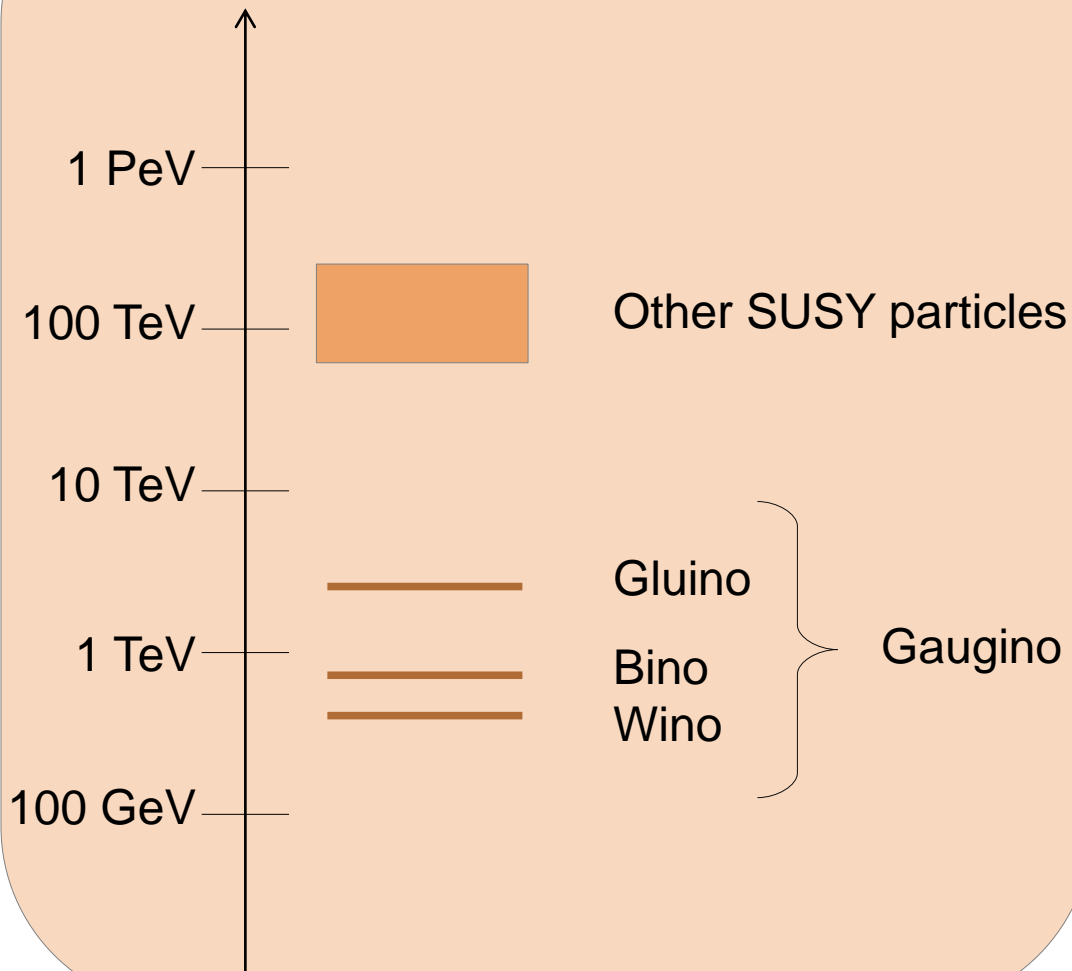 1 PeV
100 TeV
Other SUSY particles
10 TeV
Gluino
1 TeV
Bino
Gaugino
Wino
100 GeV